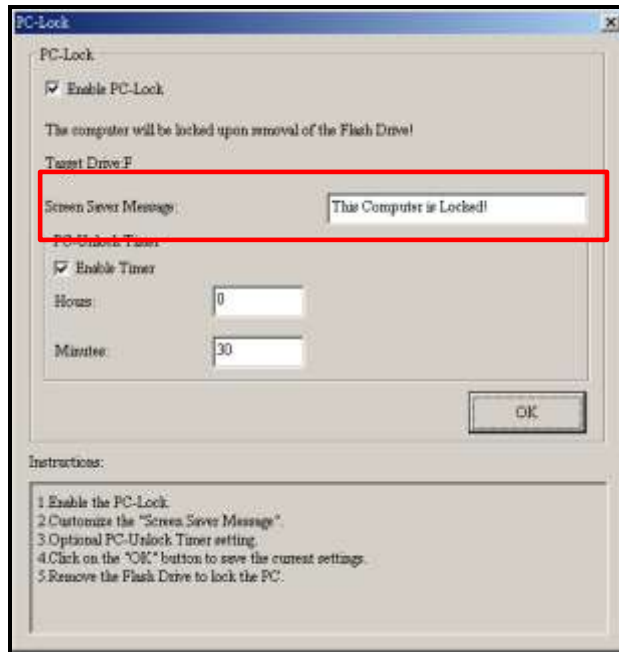 PC-Lock
PC-Lock
Enable PC-Lock
The computer will be locked upon removal of the Flash Drive!
Target Drive:F
Screen Saver Message: This Computer is Locked!
PC-Unlock Timer
Enable Timer
Hours: 0
Minutes: 30
OK
Instructions:
1.Enable the PC-Lock.
2.Customize the "Screen Saver Message".
3.Optional PC-Unlock Timer setting.
4.Click on the "OK" button to save the current settings.
5.Remove the Flash Drive to lock the PC.